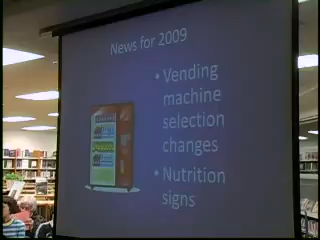 News for 2009
• Vending
machine
selection
changes
• Nutrition
signs